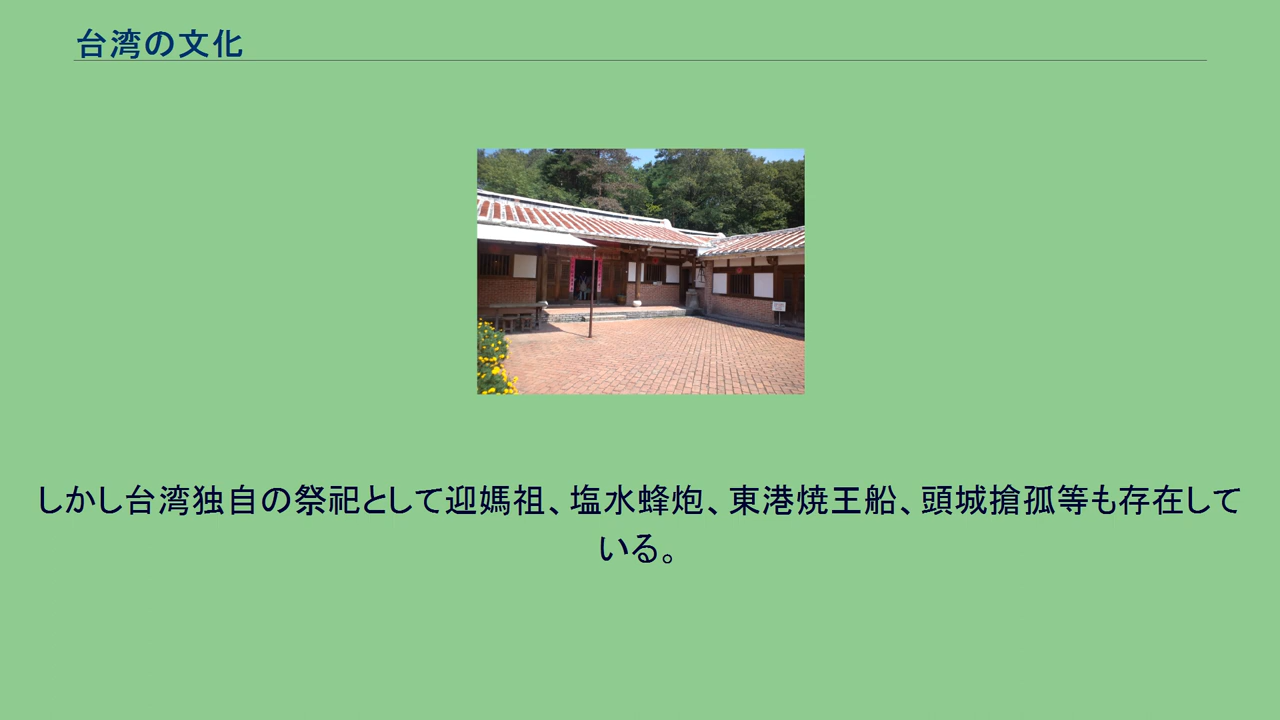 台湾の文化
しかし台湾独自の祭祀として迎媽祖、塩水蜂炮、東港焼王船、頭城搶孤等も存在して
いる。